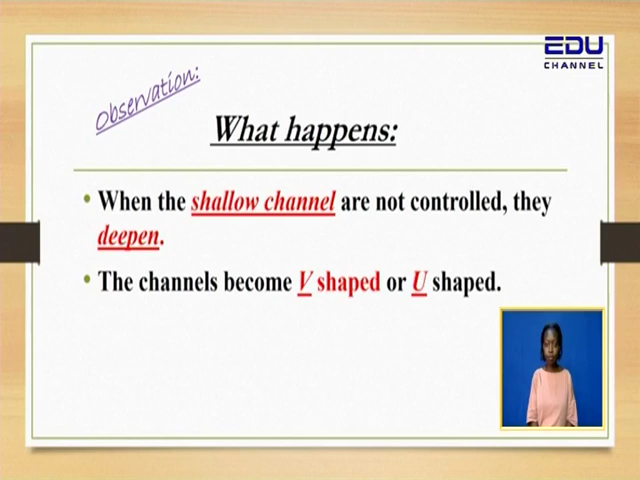 EDU
CHANNEL
Observation:
What happens:
• When the shallow channel are not controlled, they
deepen.
• The channels become V shaped or U shaped.